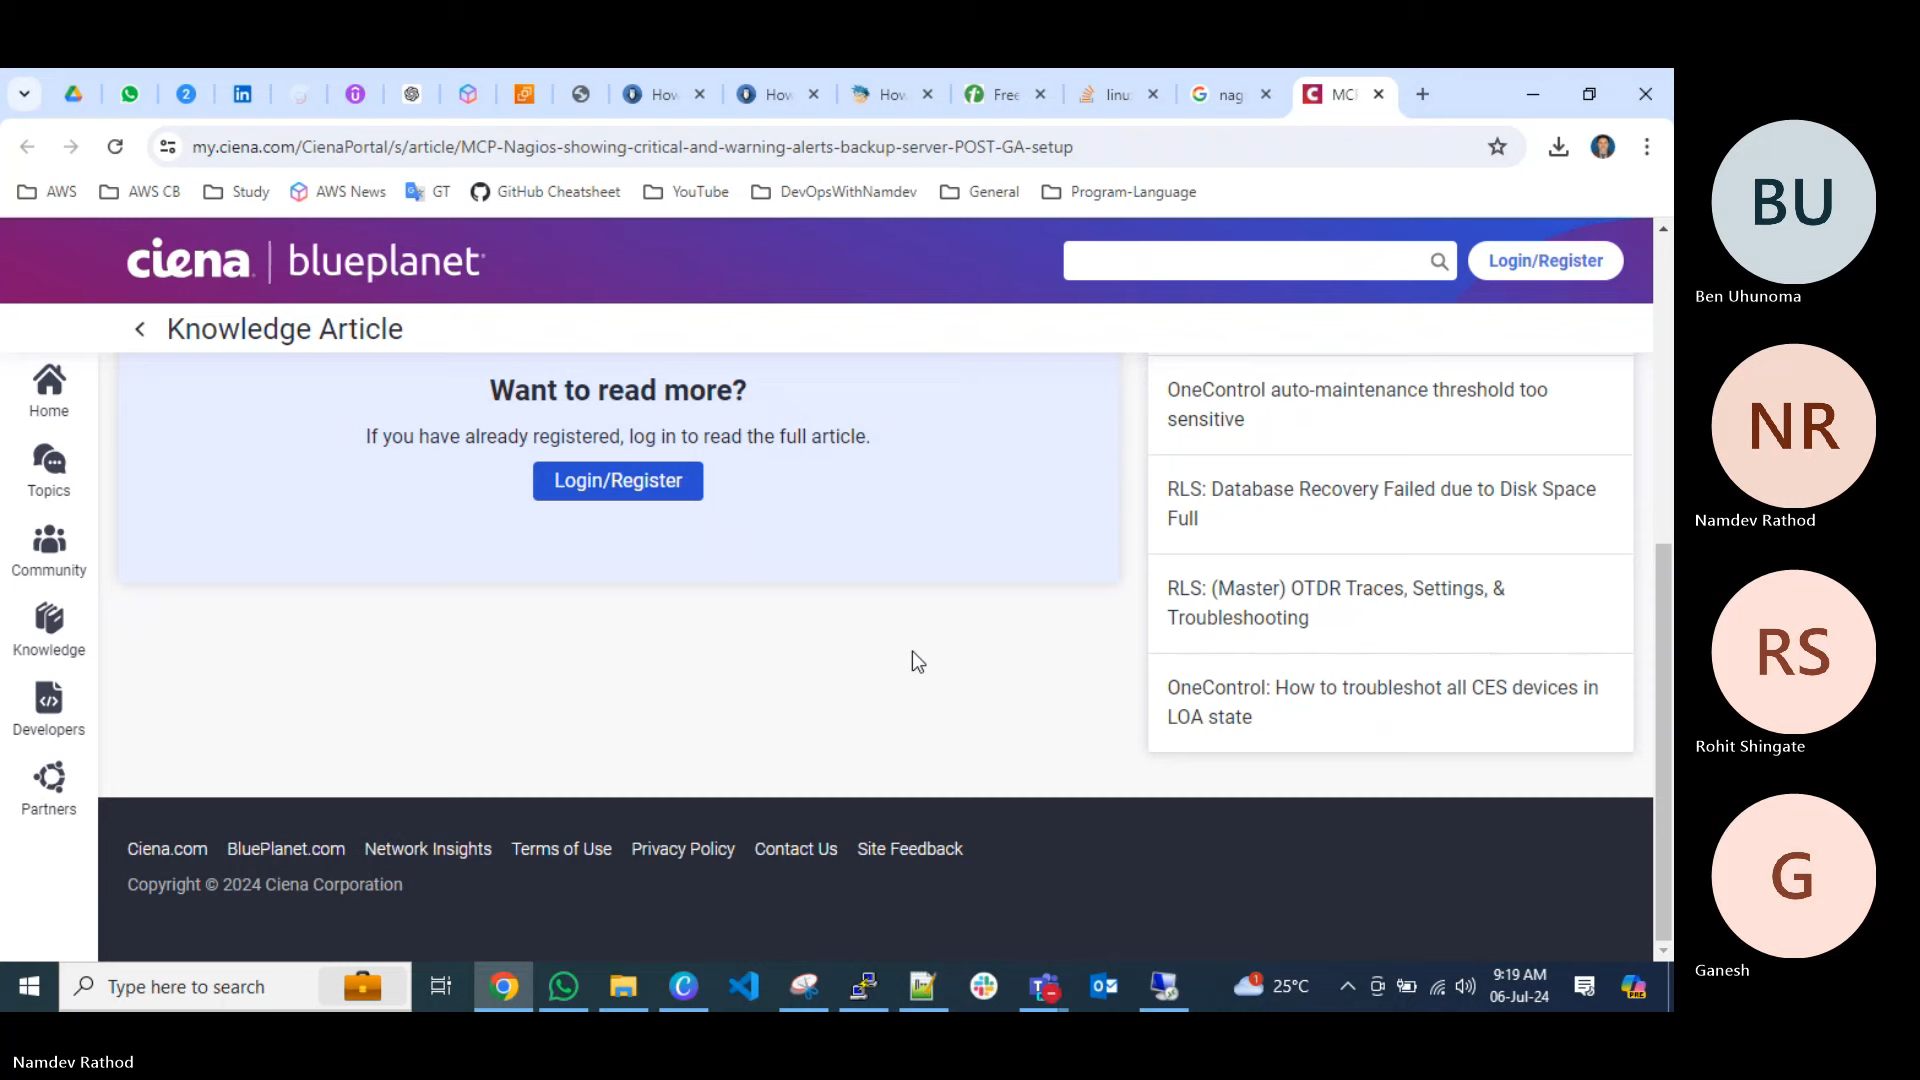 2
How
How
How
Free
linu
nag
MC
my.ciena.com/CienaPortal/s/article/MCP-Nagios-showing-critical-and-warning-alerts-backup-server-POST-GA-setup
AWS
AWS CB
Study
AWS News
GT
GitHub Cheatsheet
YouTube
DevOpsWithNamdev
General
Program-Language
ciena | blueplanet
Login/Register
Knowledge Article
Home
Topics
Community
Knowledge
Developers
Partners
Want to read more?
If you have already registered, log in to read the full article.
Login/Register
OneControl auto-maintenance threshold too
sensitive
RLS: Database Recovery Failed due to Disk Space
Full
RLS: (Master) OTDR Traces, Settings, &
Troubleshooting
OneControl: How to troubleshot all CES devices in
LOA state
Ciena.com BluePlanet.com Network Insights Terms of Use Privacy Policy Contact Us Site Feedback
Copyright © 2024 Ciena Corporation
Type here to search
1
25°C
9:19 AM
06-Jul-24
BU
Ben Uhunoma
NR
Namdev Rathod
RS
Rohit Shingate
G
Ganesh
Namdev Rathod